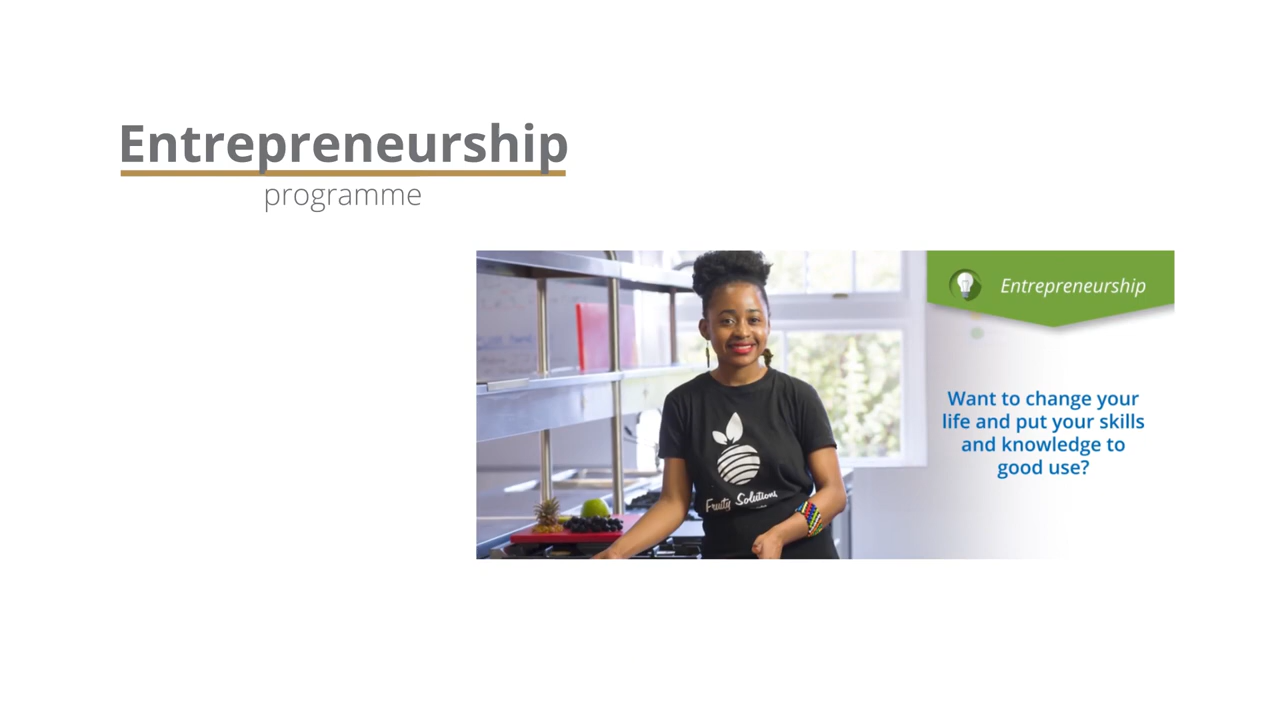 Entrepreneurship
programme
Entrepreneurship
Want to change your
life and put your skills
and knowledge to
good use?
Fruity Solutions